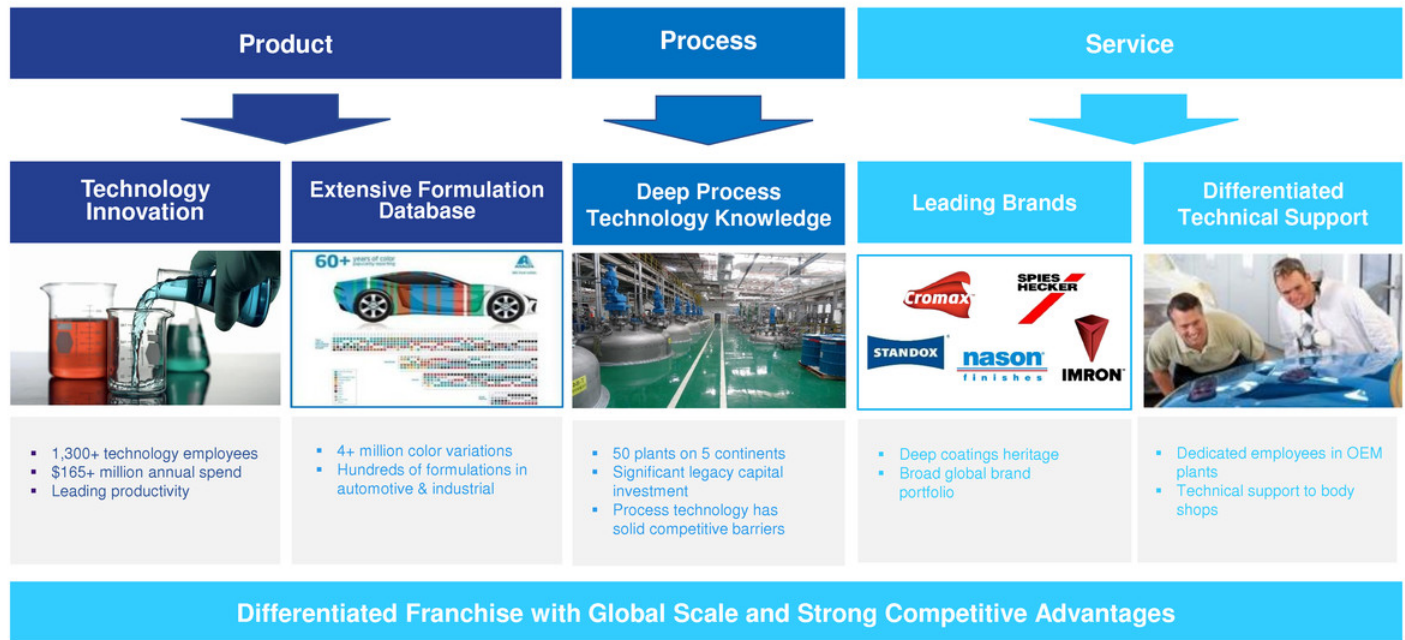 Product
Process
Service
Technology
Innovation
Extensive Formulation
Database
Deep Process
Technology Knowledge
Leading Brands
Differentiated
Technical Support
60+ years of color
Cromax
SPIES
HECKER
STANDOX
nason
finishes
IMRON
1,300+ technology employees
$165+ million annual spend
Leading productivity
4+ million color variations
Hundreds of formulations in
automotive & industrial
50 plants on 5 continents
Significant legacy capital
investment
Process technology has
solid competitive barriers
Deep coatings heritage
Broad global brand
portfolio
Dedicated employees in OEM
plants
Technical support to body
shops
Differentiated Franchise with Global Scale and Strong Competitive Advantages